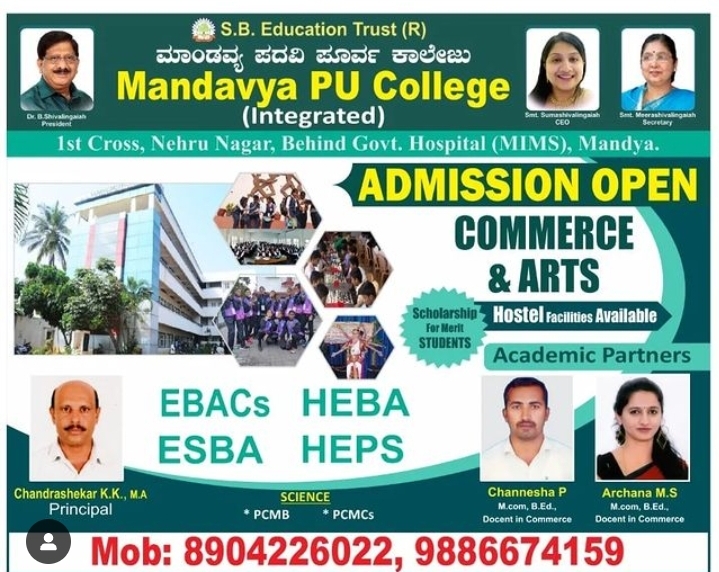 S.B. Education Trust (R)
ಮಾಂಡವ್ಯ ಪದವಿ ಪೂರ್ವ ಕಾಲೇಜು
Mandavya PU College
(Integrated)
Dr. B.Shivalingaiah
President
Smt. Sumashivalingaiah
CEO
Smt. Meerashivalingaiah
Secretary
1st Cross, Nehru Nagar, Behind Govt. Hospital (MIMS), Mandya.
ADMISSION OPEN
COMMERCE
& ARTS
Scholarship
For Merit
STUDENTS
Hostel Facilities Available
Academic Partners
EBACs HEBA
ESBA HEPS
Chandrashekar K.K., M.A
Principal
SCIENCE
* PCMB * PCMCs
Channesha P
M.com, B.Ed.,
Docent in Commerce
Archana M.S
M.com, B.Ed.,
Docent in Commerce
Mob: 8904226022, 9886674159